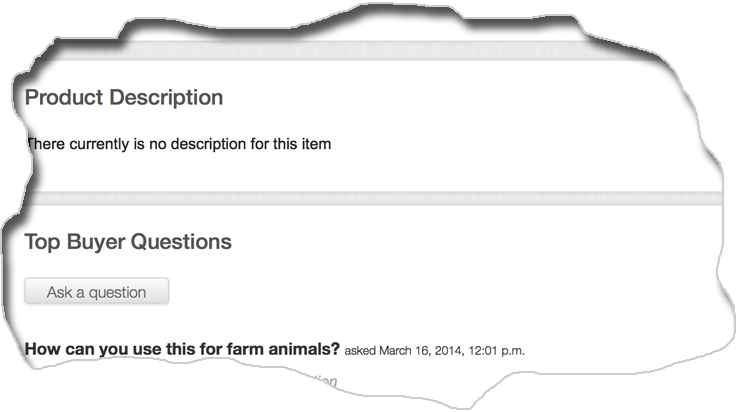 Product Description
There currently is no description for this item
Top Buyer Questions
Ask a question
How can you use this for farm animals? asked March 16, 2014, 12:01 p.m.